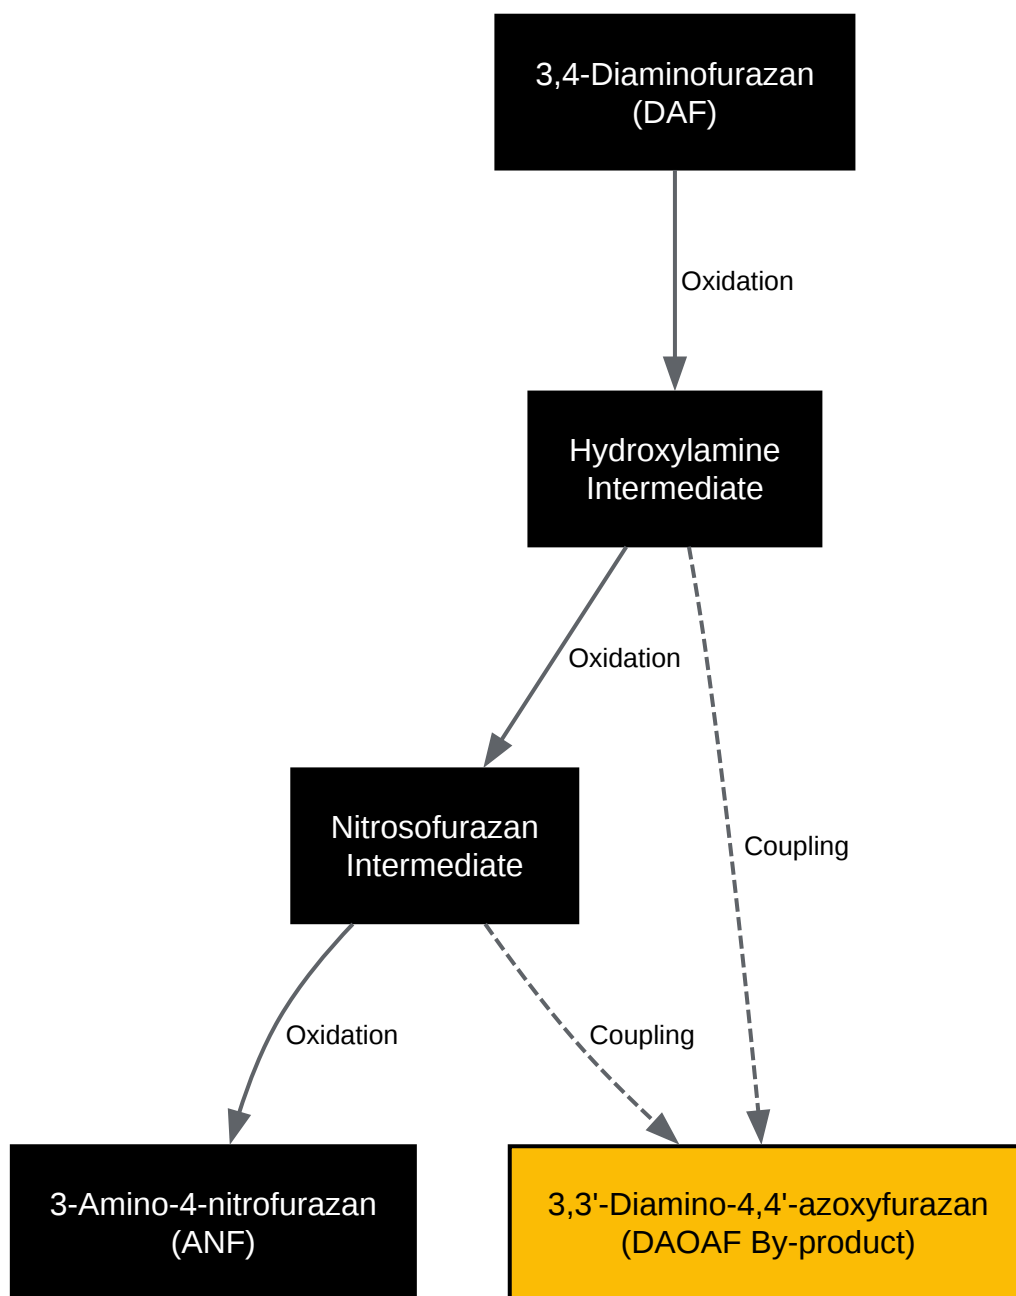 3,4-Diaminofurazan
(DAF)
Oxidation
Hydroxylamine
Intermediate
Oxidation
Nitrosofurazan
Intermediate
Coupling
Oxidation
Coupling
3-Amino-4-nitrofurazan
(ANF)
3,3'-Diamino-4,4'-azoxyfurazan
(DAOAF By-product)